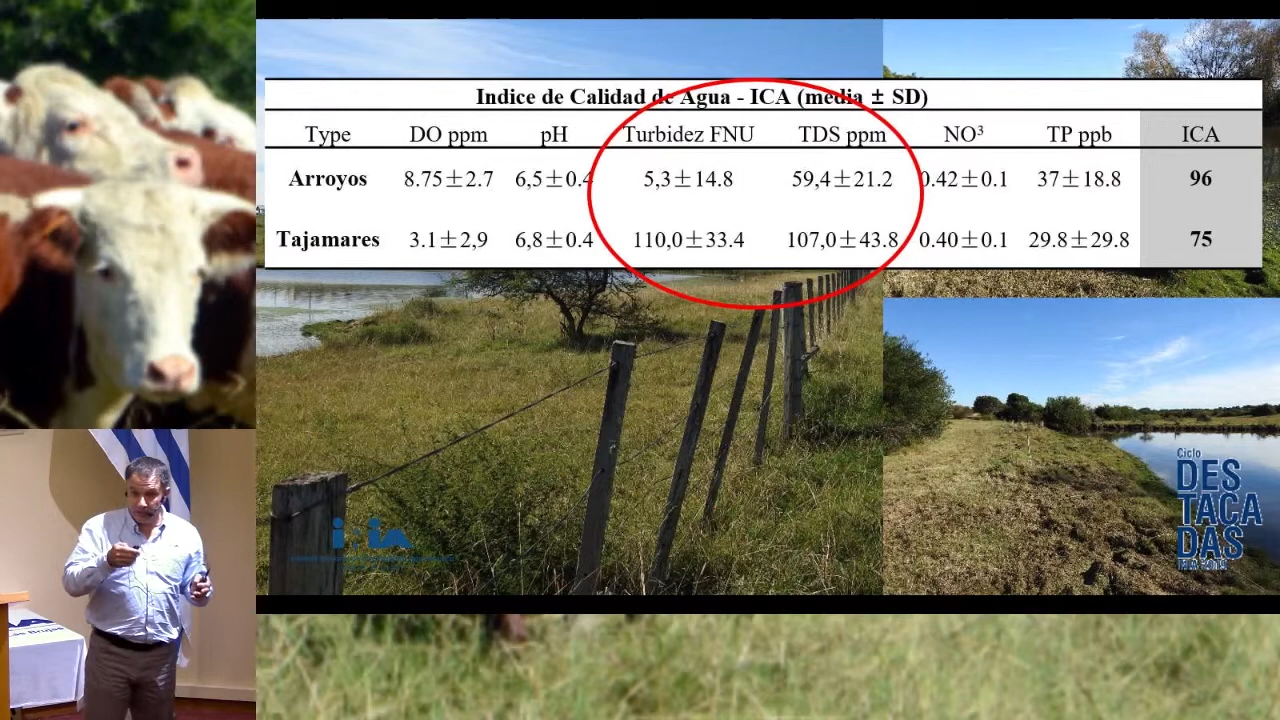 Indice de Calidad de Agua - ICA (media ± SD)
Type DO ppm pH Turbidez FNU TDS ppm NO³ TP ppb ICA
Arroyos 8.75±2.7 6,5±0.4 5,3±14.8 59,4±21.2 0.42±0.1 37±18.8 96
Tajamares 3.1±2,9 6,8±0.4 110,0±33.4 107,0±43.8 0.40±0.1 29.8±29.8 75
Ciclo
DES
TACA
DAS